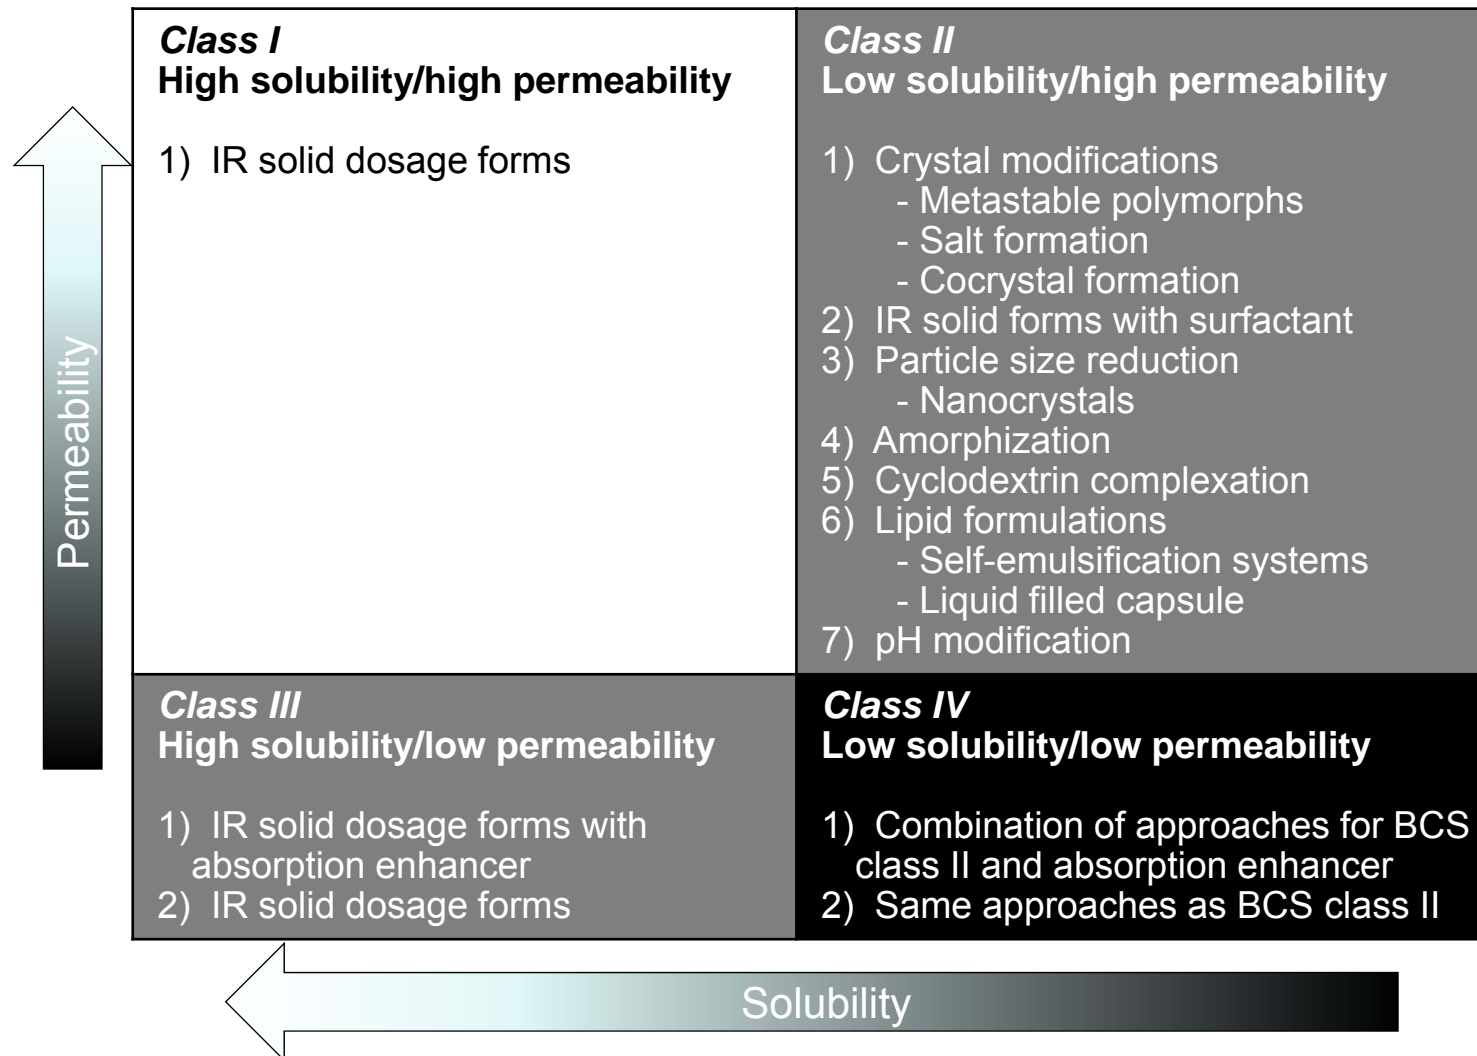 Class I
High solubility/high permeability
1) IR solid dosage forms
Class II
Low solubility/high permeability
1) Crystal modifications
- Metastable polymorphs
- Salt formation
- Cocrystal formation
2) IR solid forms with surfactant
3) Particle size reduction
- Nanocrystals
4) Amorphization
5) Cyclodextrin complexation
6) Lipid formulations
- Self-emulsification systems
- Liquid filled capsule
7) pH modification
Permeability
Class III
High solubility/low permeability
1) IR solid dosage forms with
absorption enhancer
2) IR solid dosage forms
Class IV
Low solubility/low permeability
1) Combination of approaches for BCS
class II and absorption enhancer
2) Same approaches as BCS class II
Solubility